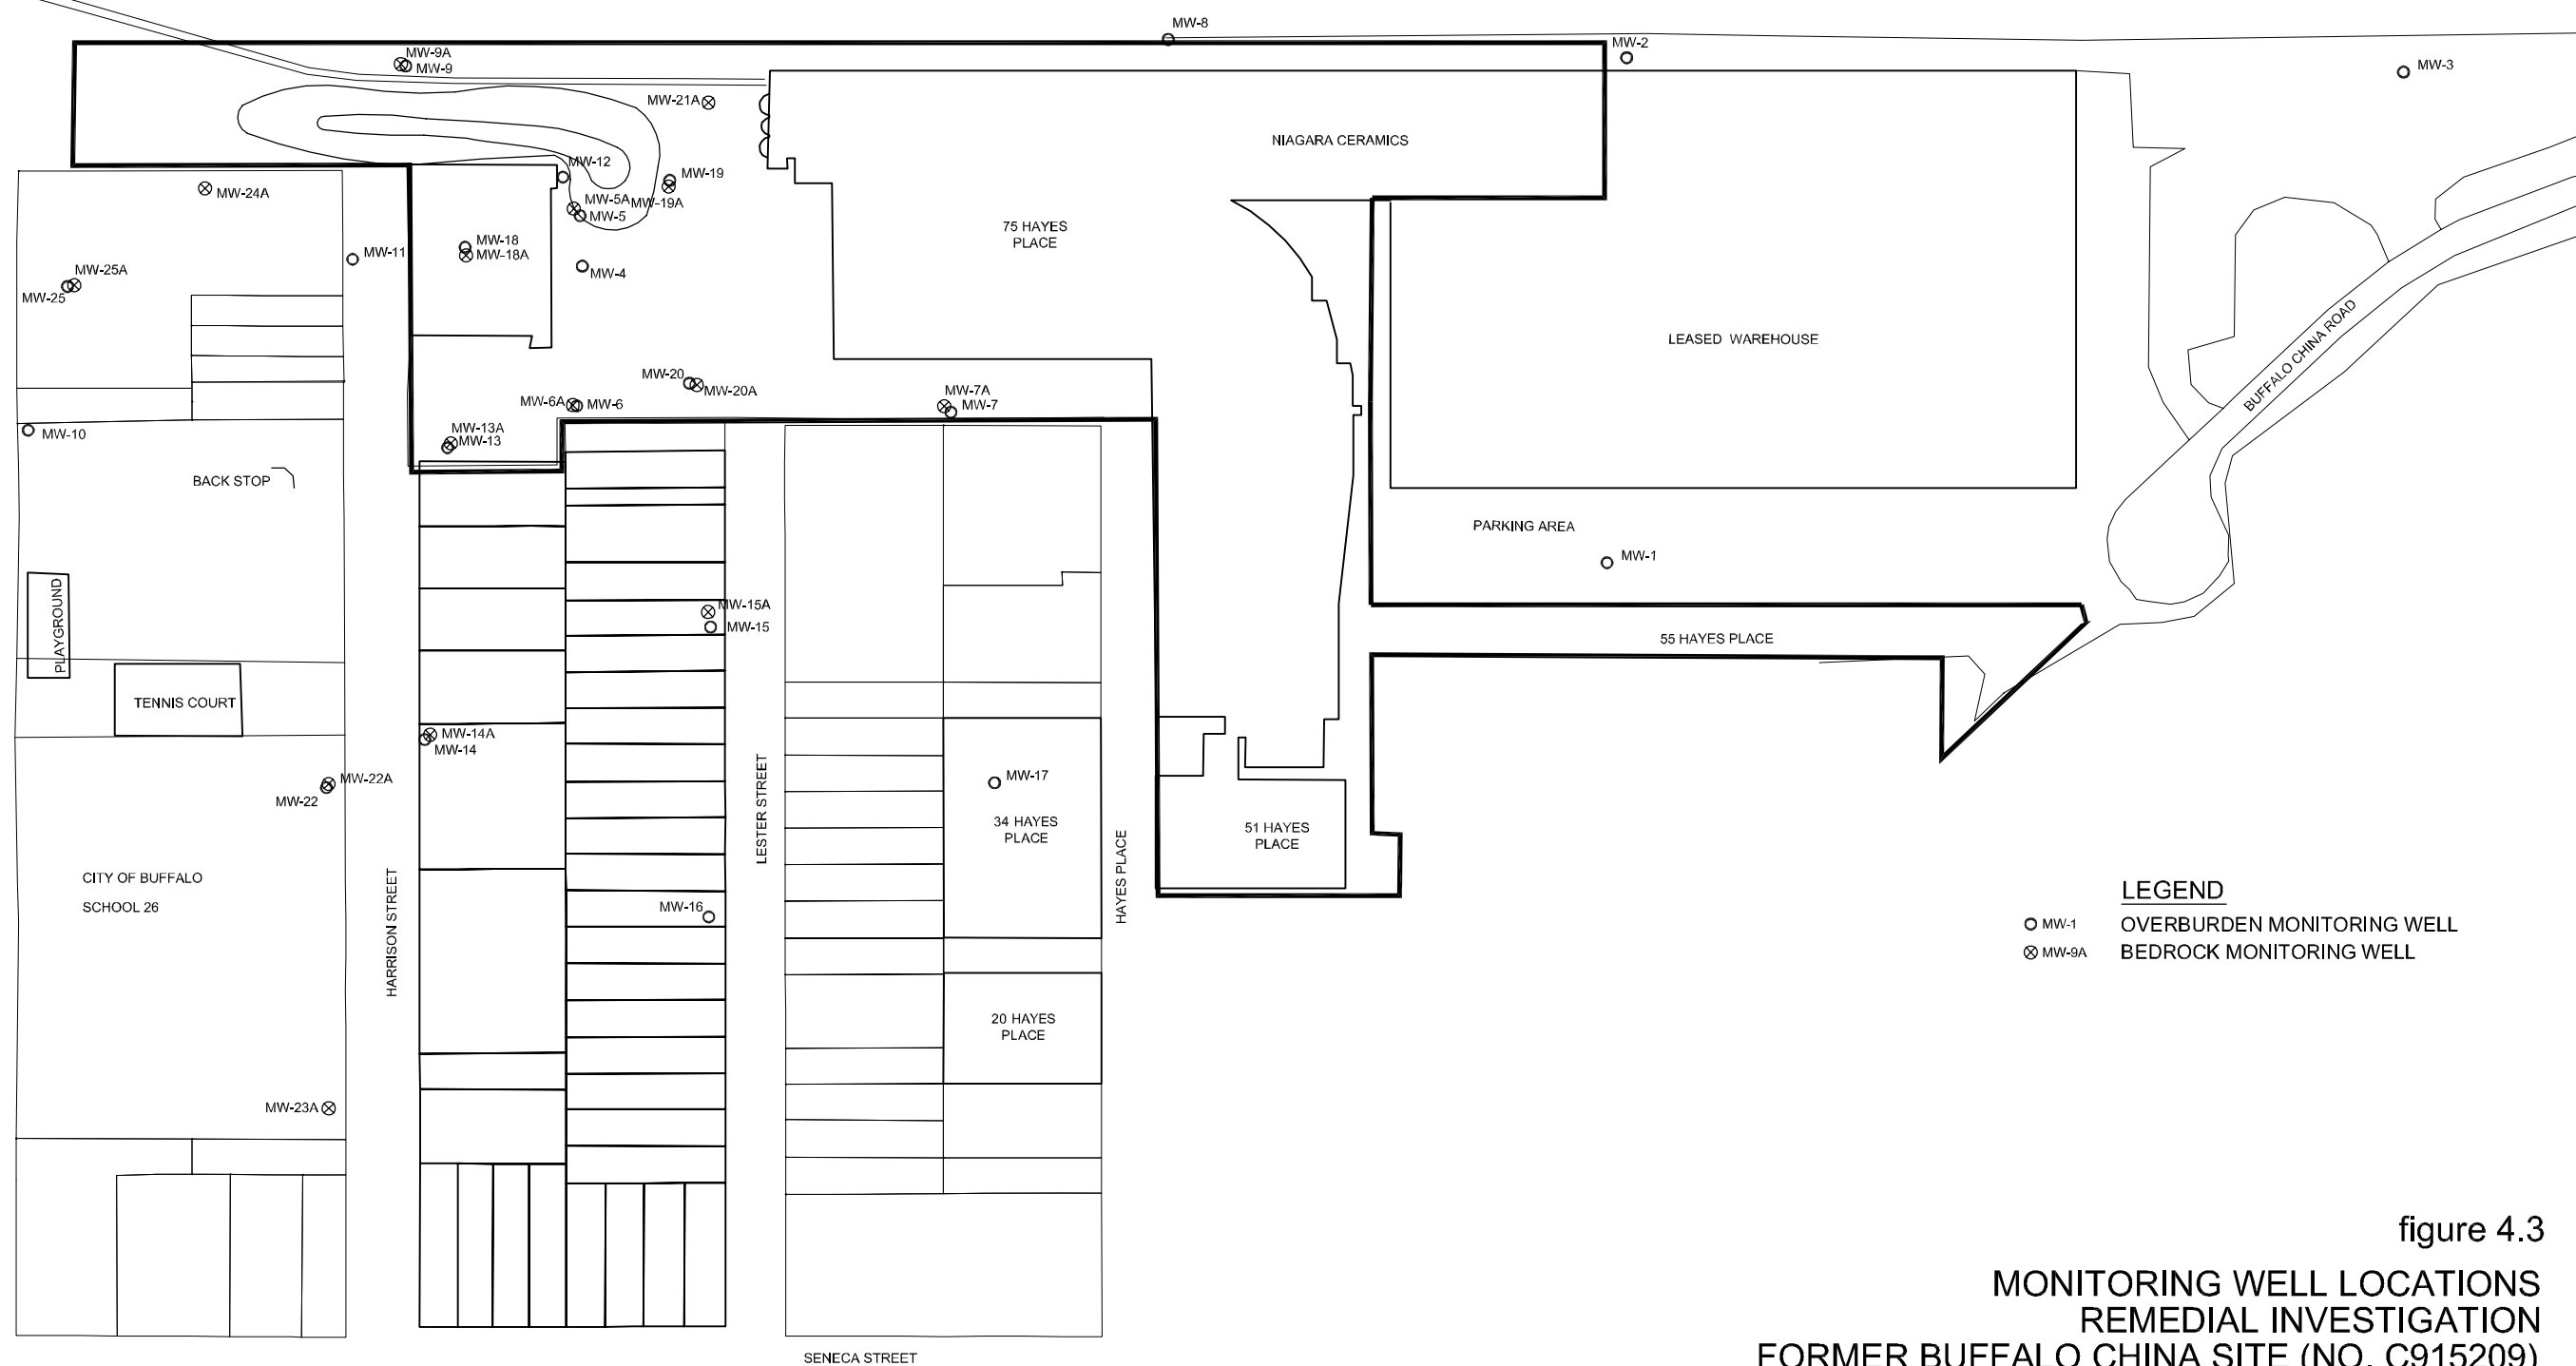 MW-8
MW-2
MW-3
MW-9A
MW-9
MW-21A
NIAGARA CERAMICS
MW-12
MW-19
MW-24A
MW-5A
MW-19A
MW-5
75 HAYES
PLACE
MW-18
MW-18A
MW-11
MW-25A
MW-25
MW-4
LEASED WAREHOUSE
BUFFALO CHINA ROAD
MW-20
MW-20A
MW-6A
MW-6
MW-7A
MW-7
MW-10
MW-13A
MW-13
BACK STOP
PARKING AREA
MW-1
PLAYGROUND
MW-15A
MW-15
55 HAYES PLACE
TENNIS COURT
MW-14A
MW-14
MW-22A
MW-22
MW-17
34 HAYES
PLACE
51 HAYES
PLACE
LESTER STREET
HAYES PLACE
HARRISON STREET
CITY OF BUFFALO
SCHOOL 26
MW-16
LEGEND
MW-1 OVERBURDEN MONITORING WELL
MW-9A BEDROCK MONITORING WELL
20 HAYES
PLACE
MW-23A
SENECA STREET
figure 4.3
MONITORING WELL LOCATIONS
REMEDIAL INVESTIGATION
FORMER BUFFALO CHINA SITE (NO. C915209)